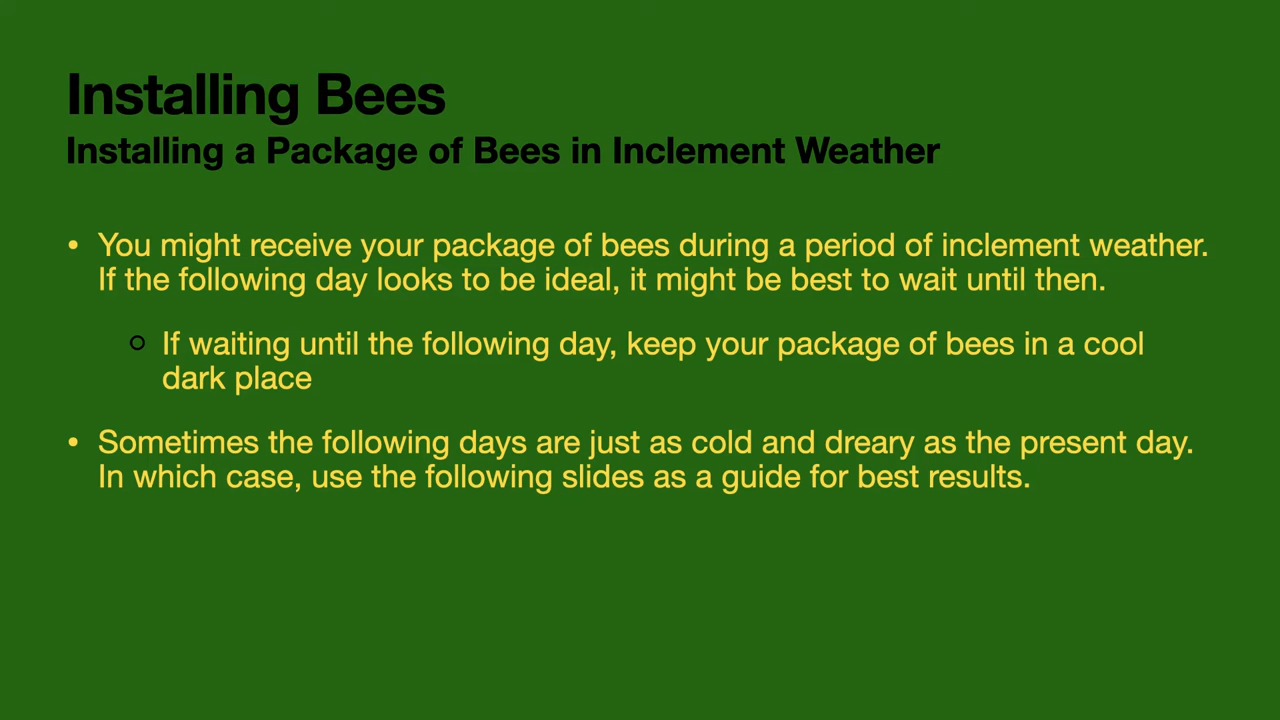 Installing Bees
Installing a Package of Bees in Inclement Weather
• You might receive your package of bees during a period of inclement weather.
If the following day looks to be ideal, it might be best to wait until then.
○ If waiting until the following day, keep your package of bees in a cool
dark place
• Sometimes the following days are just as cold and dreary as the present day.
In which case, use the following slides as a guide for best results.